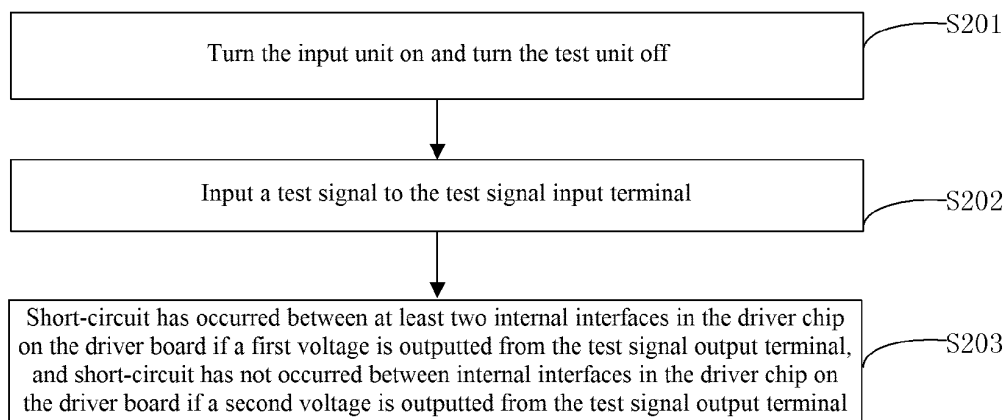 Turn the input unit on and turn the test unit off
S201
Input a test signal to the test signal input terminal
S202
Short-circuit has occurred between at least two internal interfaces in the driver chip
on the driver board if a first voltage is outputted from the test signal output terminal,
and short-circuit has not occurred between internal interfaces in the driver chip on
the driver board if a second voltage is outputted from the test signal output terminal
S203